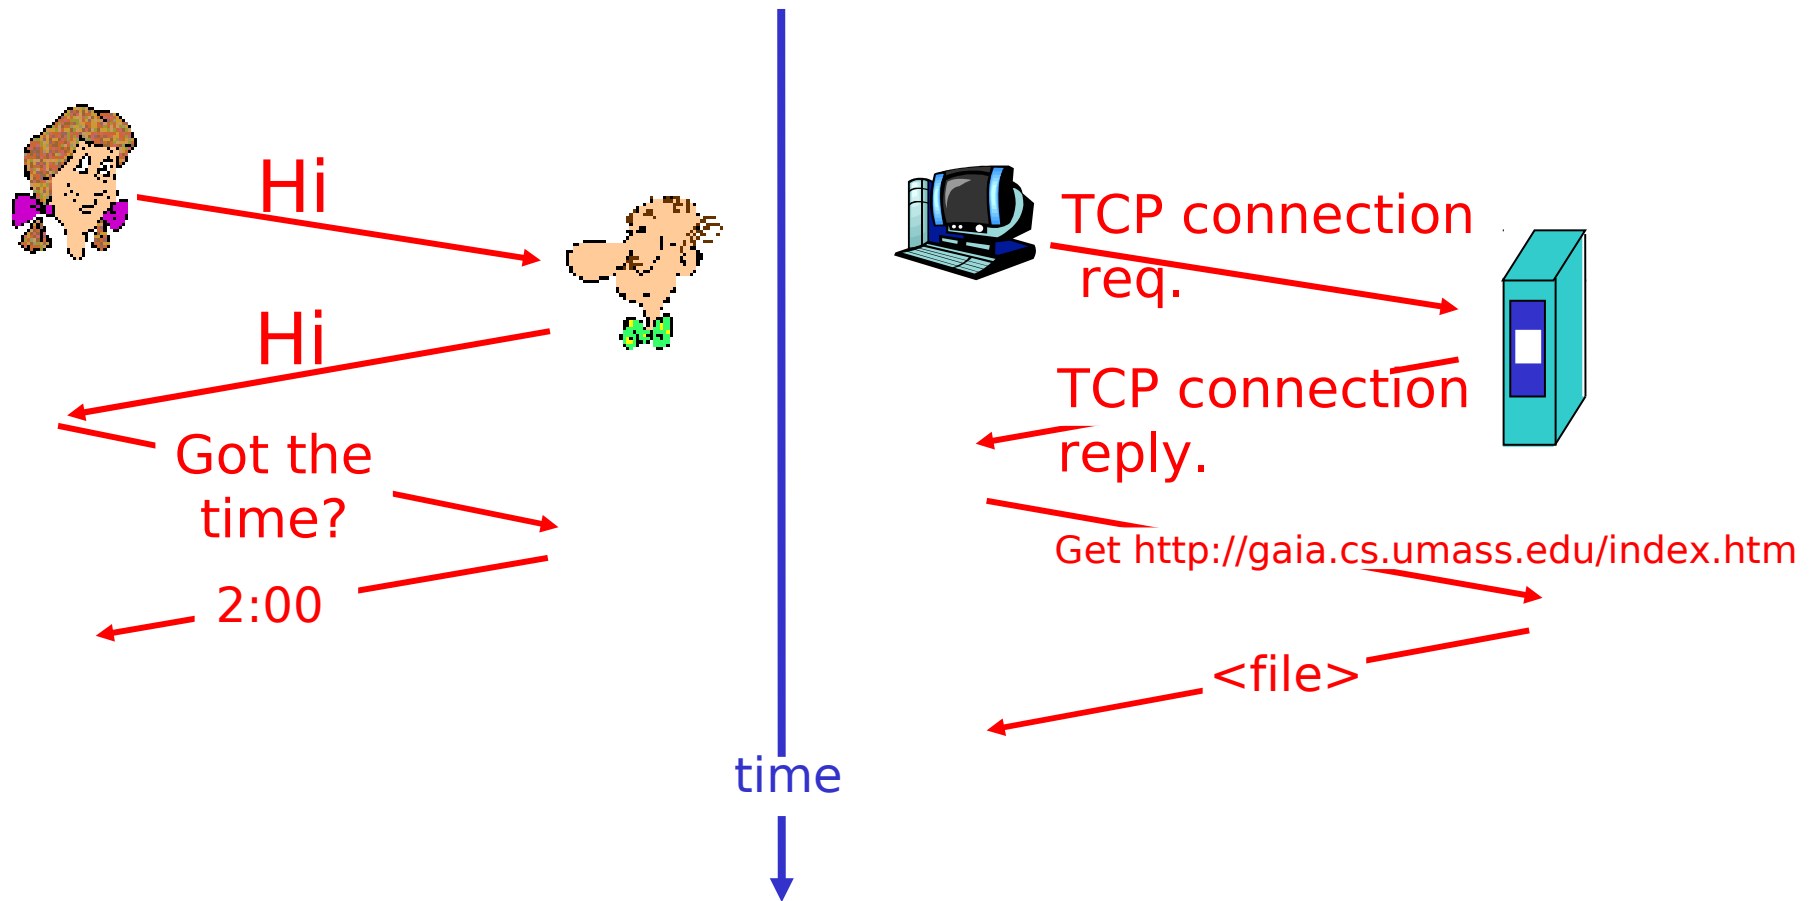 Hi
Hi
Got the
time?
2:00
time
TCP connection
req.
TCP connection
reply.
Get http://gaia.cs.umass.edu/index.htm
<file>